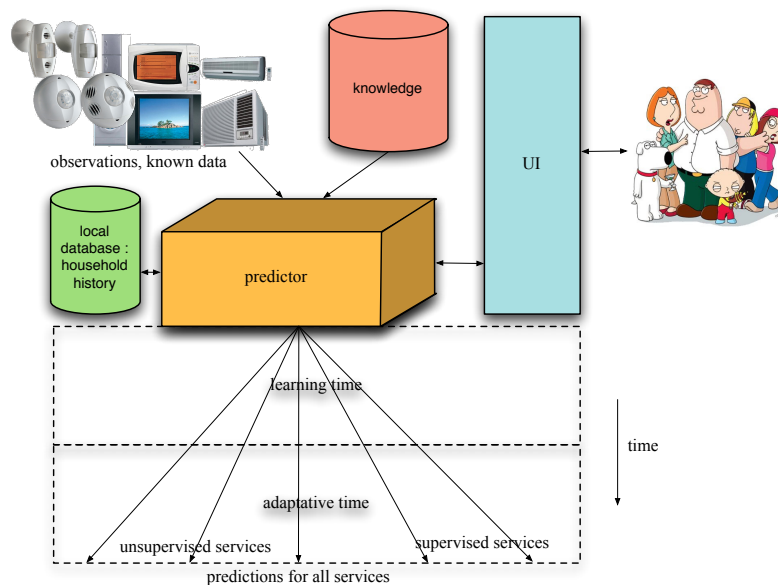 knowledge
UI
observations, known data
local
database :
household
history
predictor
learning time
time
adaptative time
unsupervised services
supervised services
predictions for all services